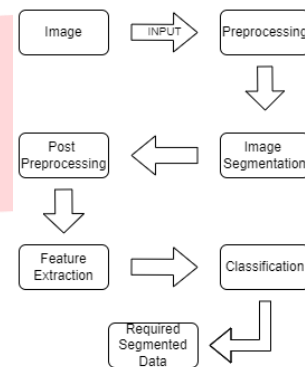 Image
INPUT
Preprocessing
Post
Preprocessing
Image
Segmentation
Feature
Extraction
Classification
Required
Segmented
Data